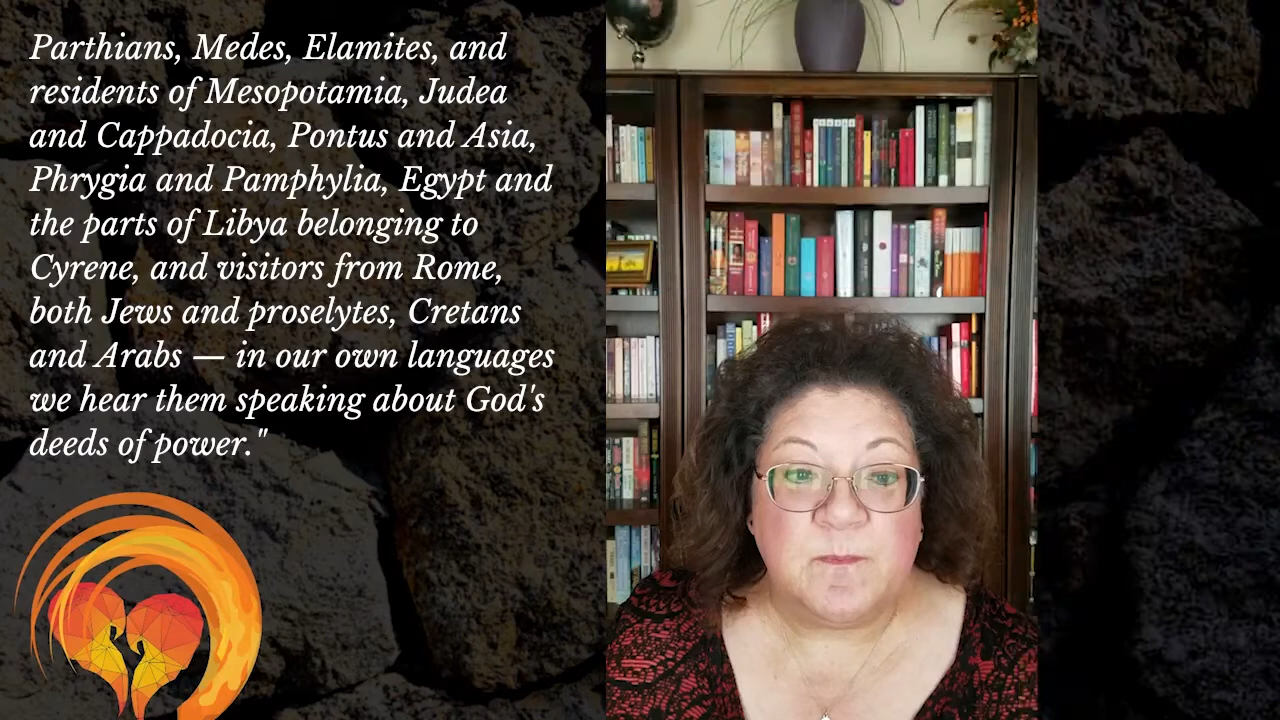 Parthians, Medes, Elamites, and
residents of Mesopotamia, Judea
and Cappadocia, Pontus and Asia,
Phrygia and Pamphylia, Egypt and
the parts of Libya belonging to
Cyrene, and visitors from Rome,
both Jews and proselytes, Cretans
and Arabs — in our own languages
we hear them speaking about God's
deeds of power."